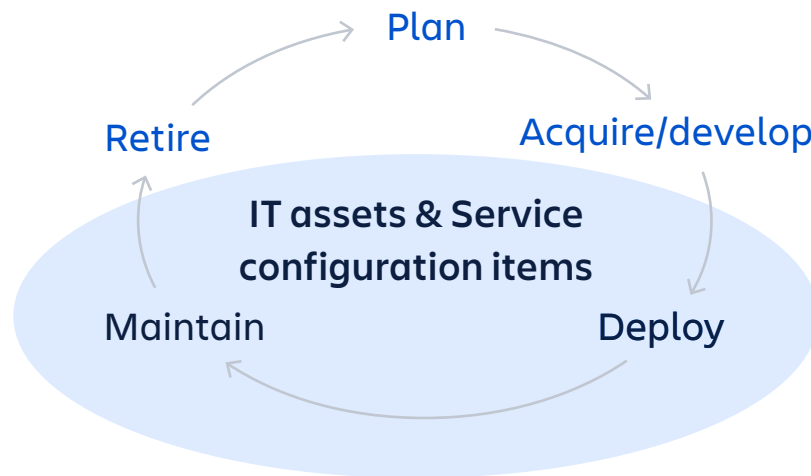 Plan
Retire
Acquire/develop
IT assets & Service
configuration items
Maintain
Deploy